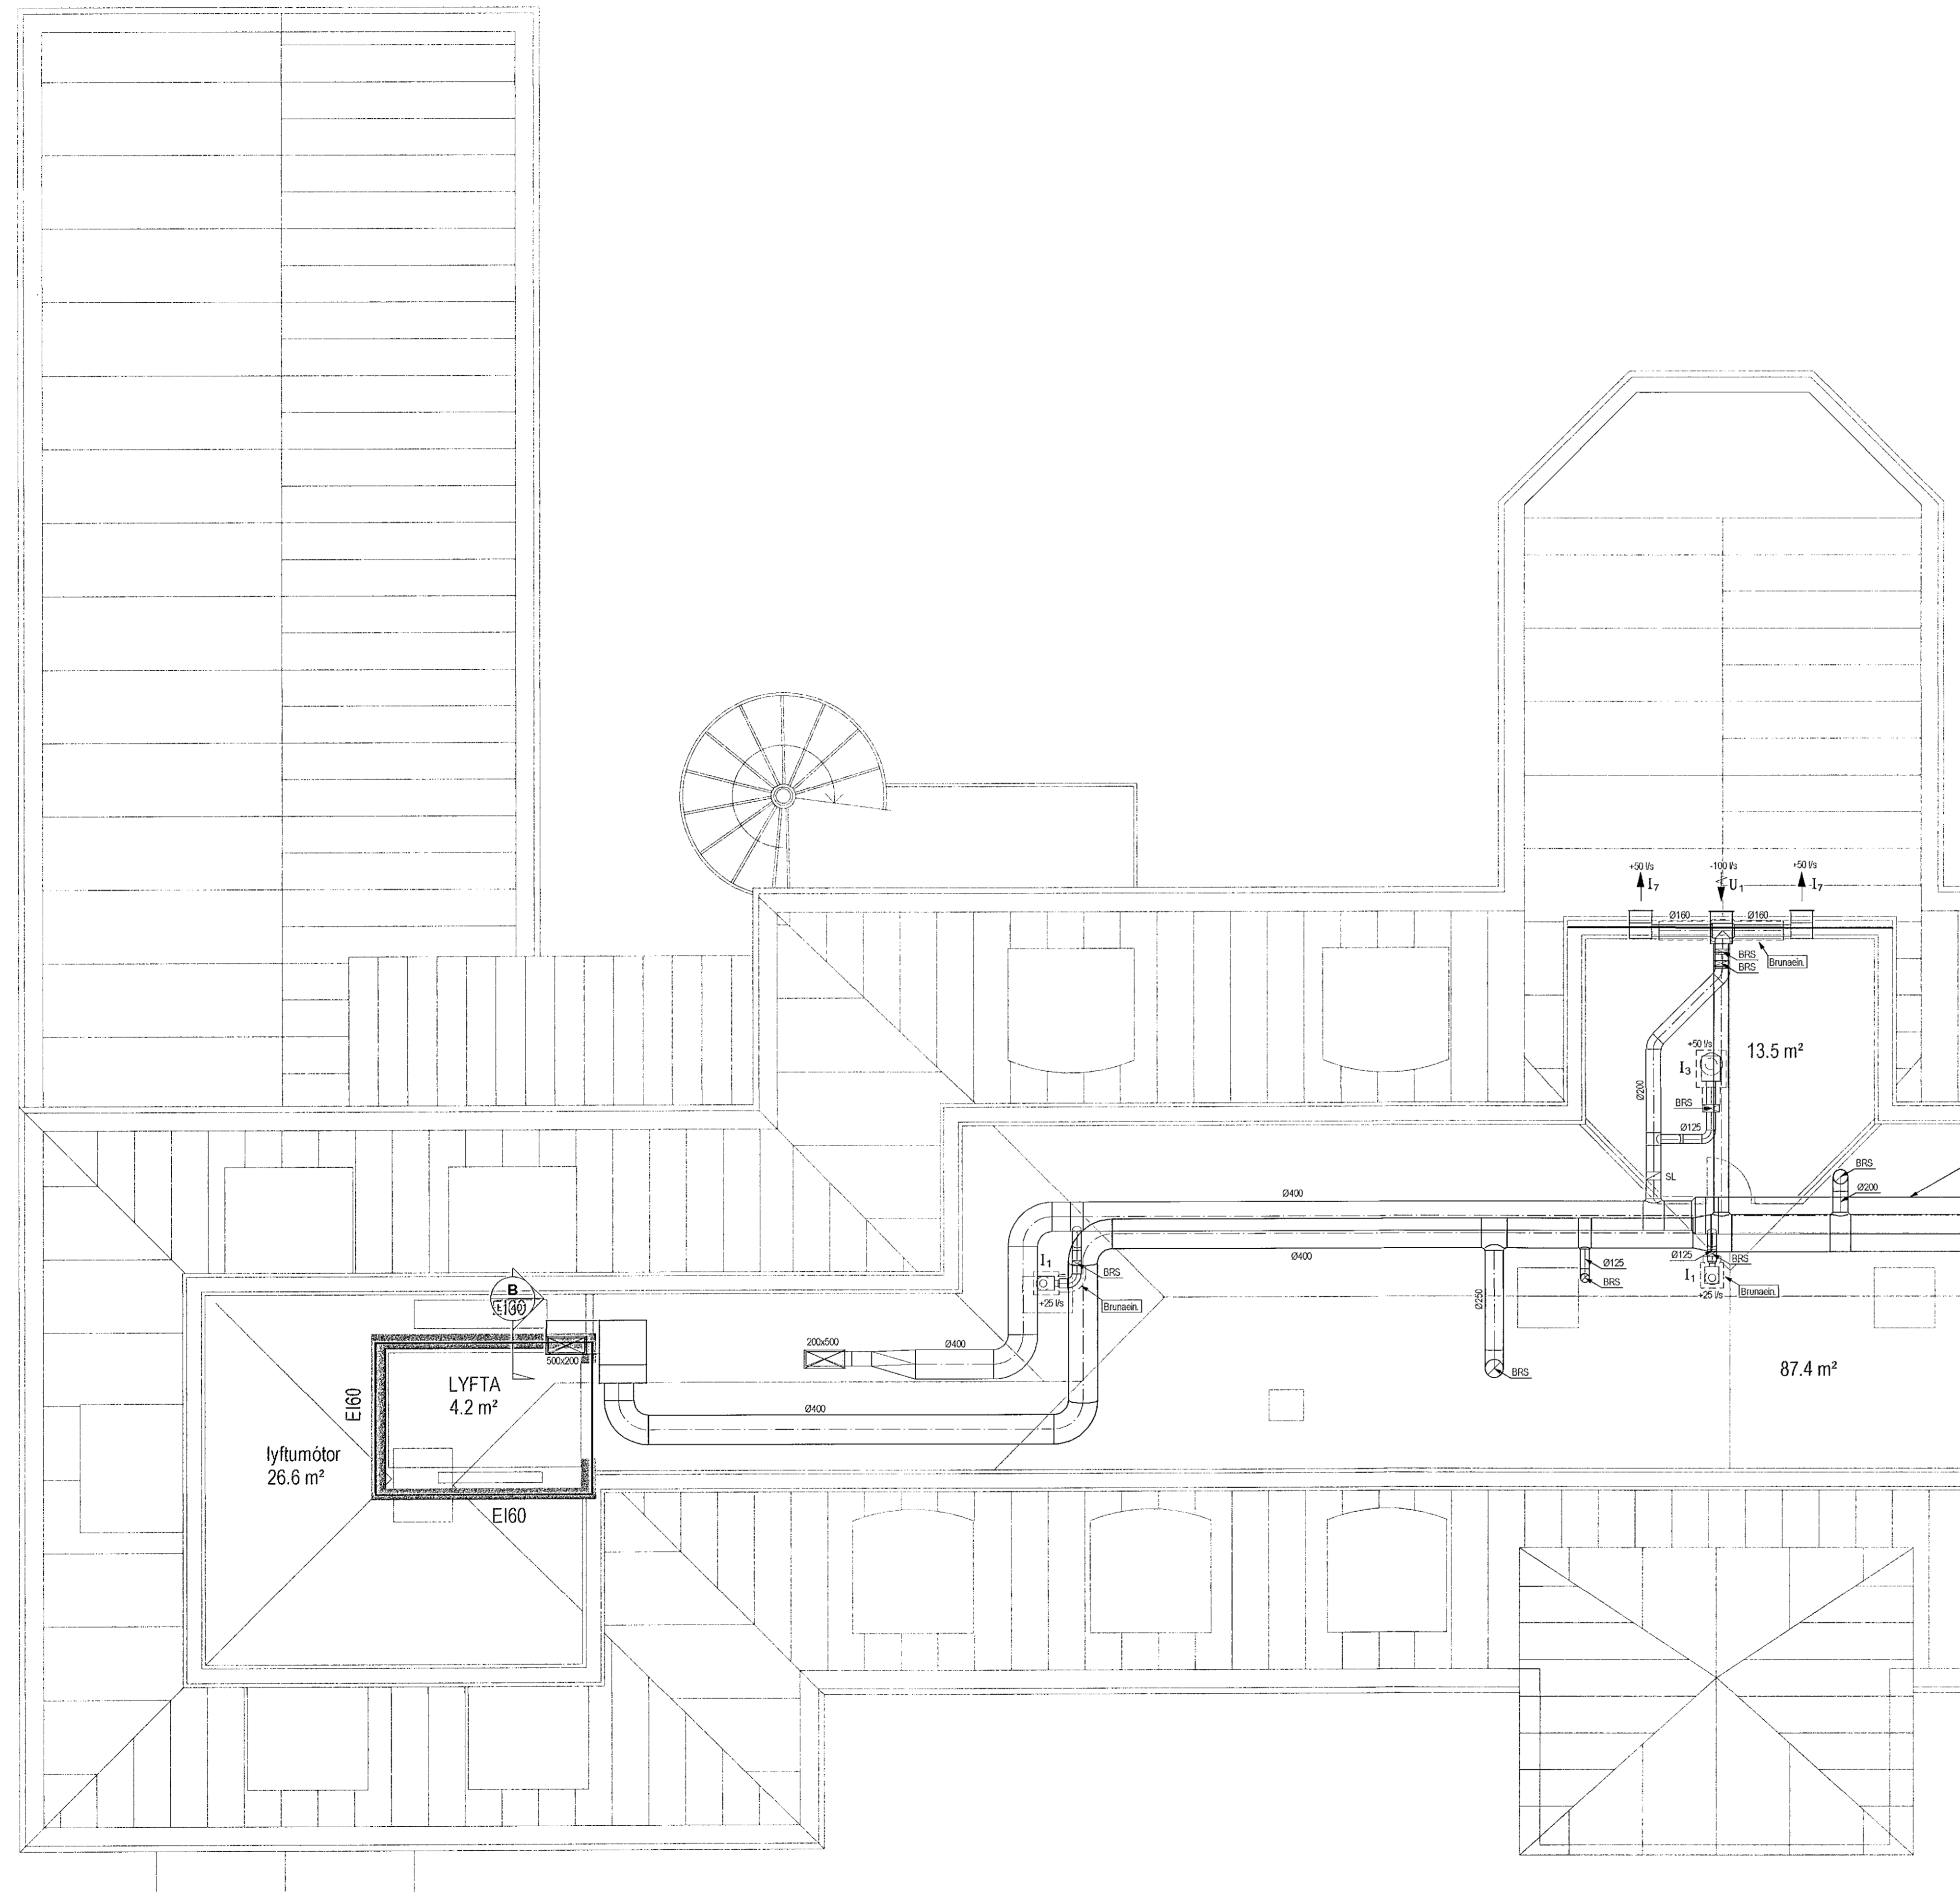 +50 l/s
-100 l/s
+50 l/s
I7
U1
I7
Ø160
Ø160
BRS
BRS
Brunaein.
+50 l/s
I3
13.5 m²
Ø200
BRS
Ø125
SL
BRS
Ø200
Ø400
Ø400
I1
+25 l/s
BRS
Brunaein.
Ø125
BRS
Ø125
BRS
I1
+25 l/s
Brunaein.
Ø250
BRS
87.4 m²
B
500x200
200x500
Ø400
Ø400
EI60
LYFTA
4.2 m²
lyftumótor
26.6 m²
EI60